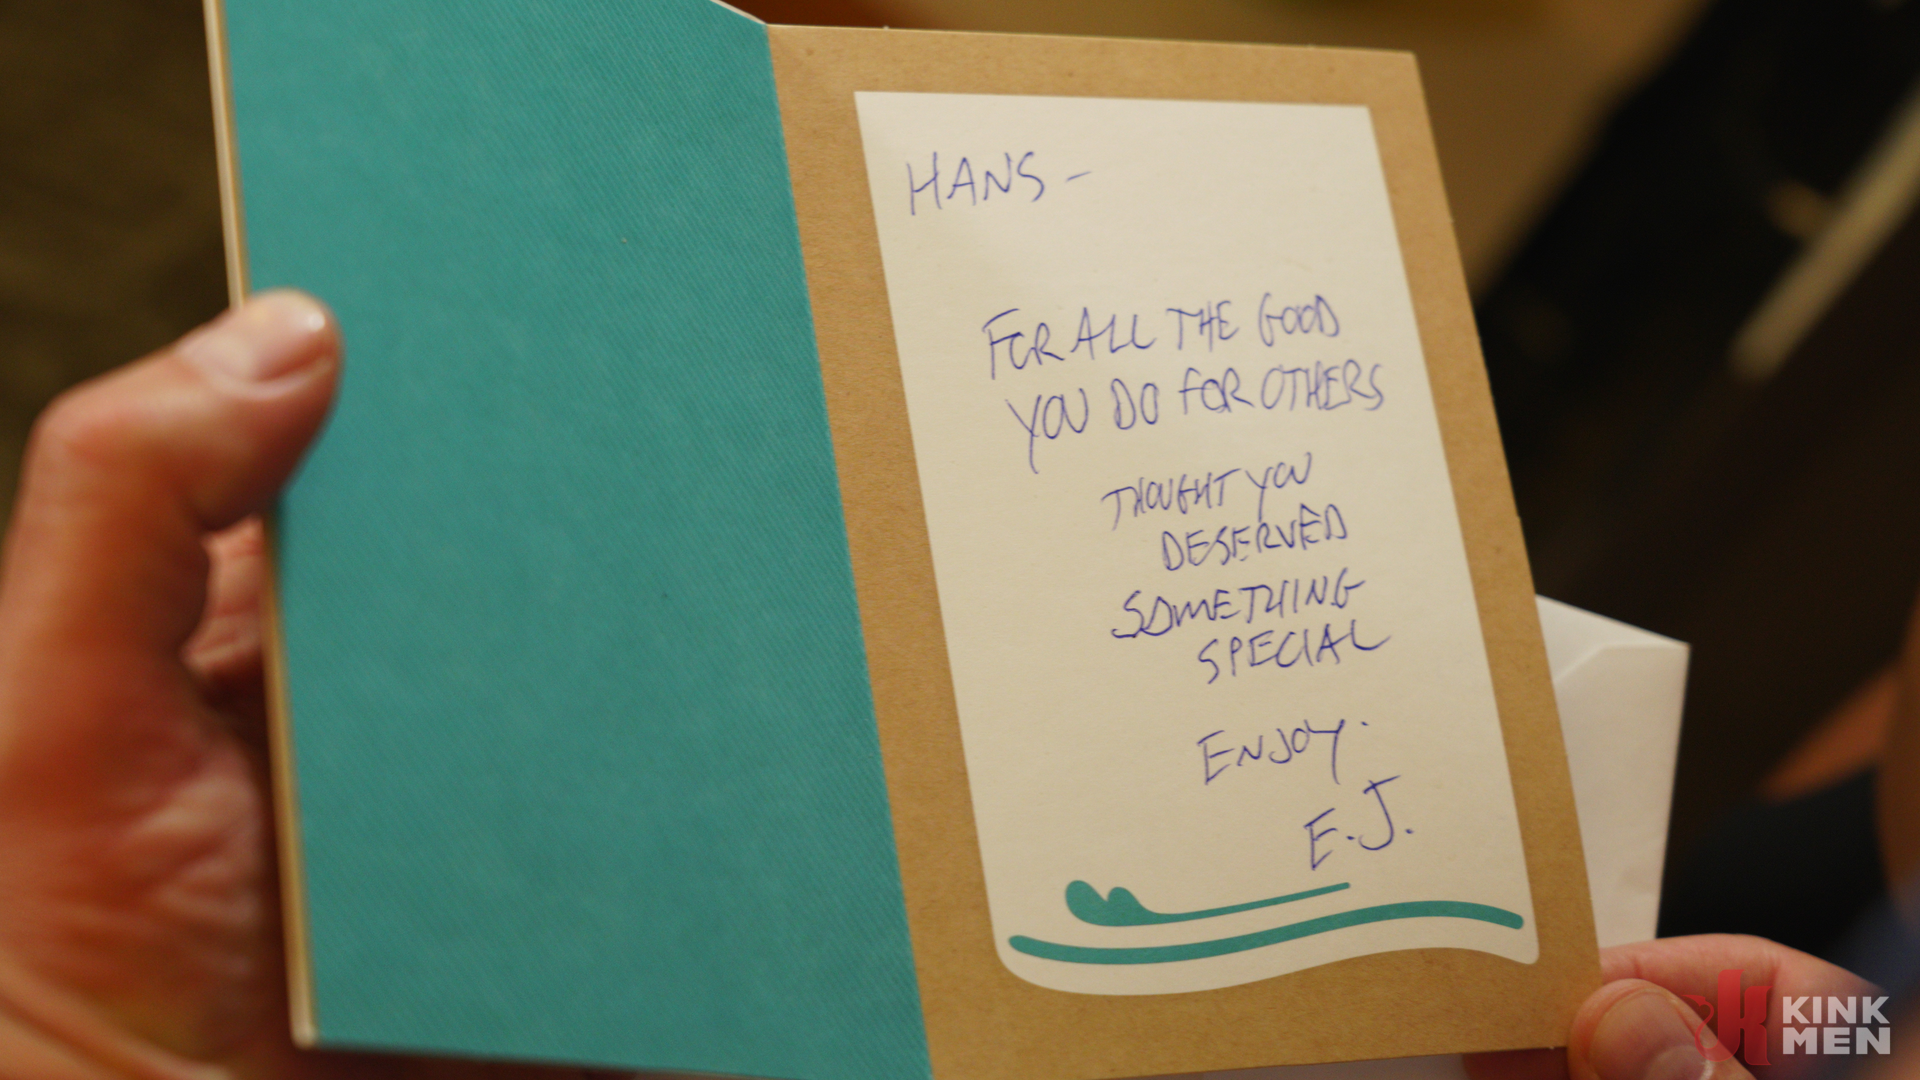 HANS -
FOR ALL THE GOOD
YOU DO FOR OTHERS
THOUGHT YOU
DESERVED
SOMETHING
SPECIAL
ENJOY.
E.J.
KINK
MEN